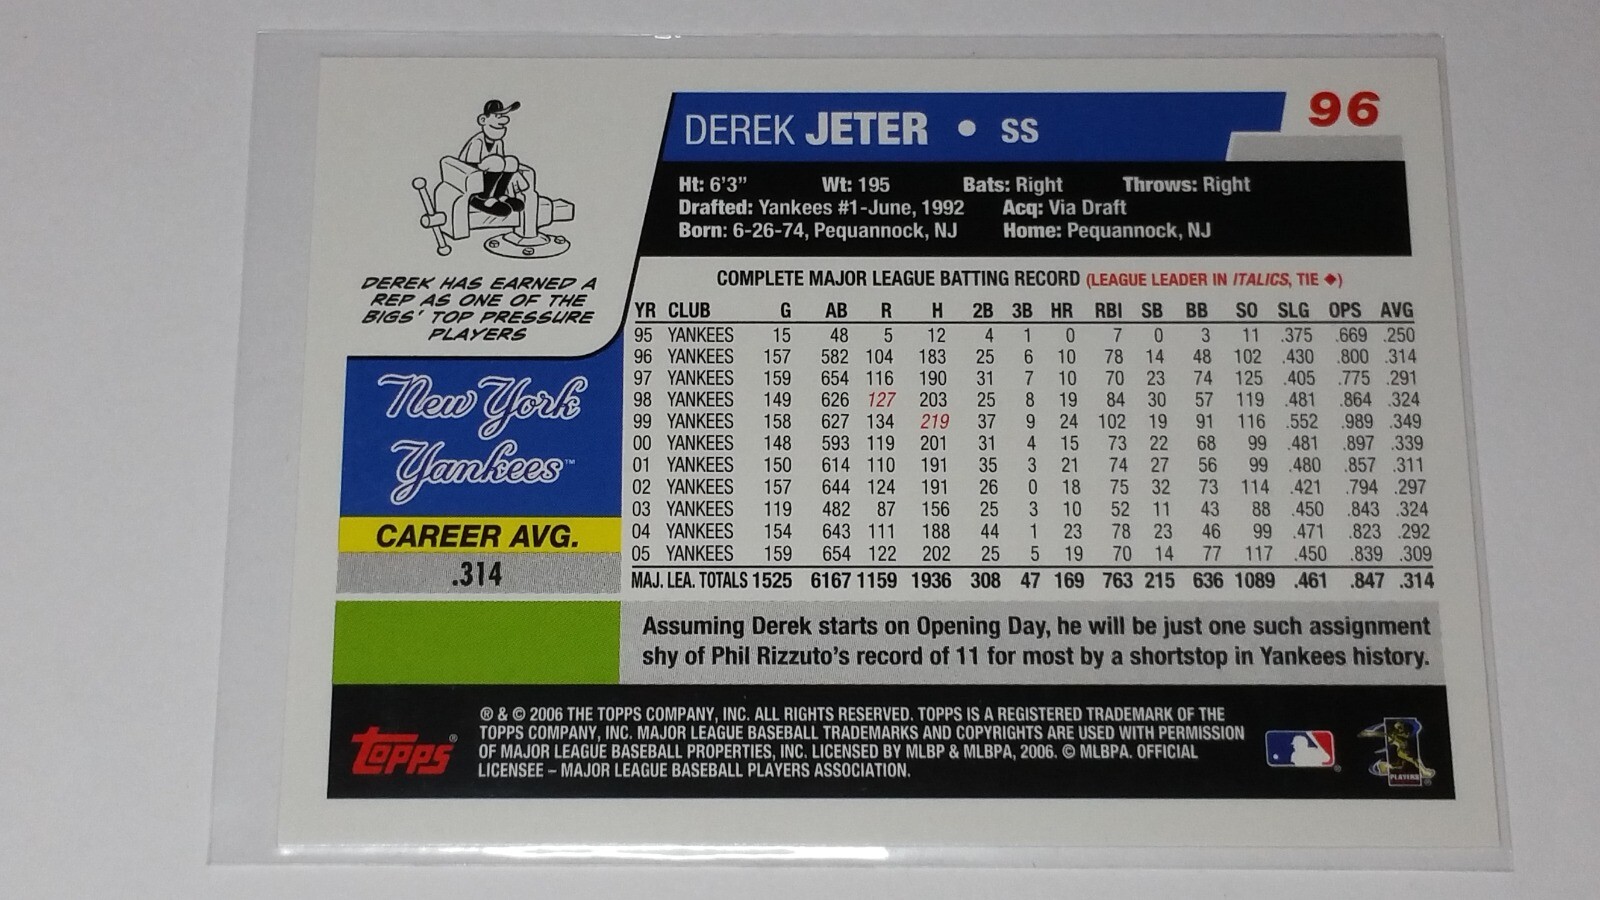 96
DEREK JETER • SS
Ht: 6'3" Wt: 195 Bats: Right Throws: Right
Drafted: Yankees #1-June, 1992 Acq: Via Draft
Born: 6-26-74, Pequannock, NJ Home: Pequannock, NJ
DEREK HAS EARNED A
REP AS ONE OF THE
BIGS' TOP PRESSURE
PLAYERS
New York
Yankees™
CAREER AVG.
.314
COMPLETE MAJOR LEAGUE BATTING RECORD (LEAGUE LEADER IN ITALICS, TIE ♦)
YR CLUB G AB R H 2B 3B HR RBI SB BB SO SLG OPS AVG
95 YANKEES 15 48 5 12 4 1 0 7 0 3 11 .375 .669 .250
96 YANKEES 157 582 104 183 25 6 10 78 14 48 102 .430 .800 .314
97 YANKEES 159 654 116 190 31 7 10 70 23 74 125 .405 .775 .291
98 YANKEES 149 626 127 203 25 8 19 84 30 57 119 .481 .864 .324
99 YANKEES 158 627 134 219 37 9 24 102 19 91 116 .552 .989 .349
00 YANKEES 148 593 119 201 31 4 15 73 22 68 99 .481 .897 .339
01 YANKEES 150 614 110 191 35 3 21 74 27 56 99 .480 .857 .311
02 YANKEES 157 644 124 191 26 0 18 75 32 73 114 .421 .794 .297
03 YANKEES 119 482 87 156 25 3 10 52 11 43 88 .450 .843 .324
04 YANKEES 154 643 111 188 44 1 23 78 23 46 99 .471 .823 .292
05 YANKEES 159 654 122 202 25 5 19 70 14 77 117 .450 .839 .309
MAJ. LEA. TOTALS 1525 6167 1159 1936 308 47 169 763 215 636 1089 .461 .847 .314
Assuming Derek starts on Opening Day, he will be just one such assignment
shy of Phil Rizzuto's record of 11 for most by a shortstop in Yankees history.
topps®
® & © 2006 THE TOPPS COMPANY, INC. ALL RIGHTS RESERVED. TOPPS IS A REGISTERED TRADEMARK OF THE
TOPPS COMPANY, INC. MAJOR LEAGUE BASEBALL TRADEMARKS AND COPYRIGHTS ARE USED WITH PERMISSION
OF MAJOR LEAGUE BASEBALL PROPERTIES, INC. LICENSED BY MLBP & MLBPA, 2006. © MLBPA. OFFICIAL
LICENSEE – MAJOR LEAGUE BASEBALL PLAYERS ASSOCIATION.
PLAYERS